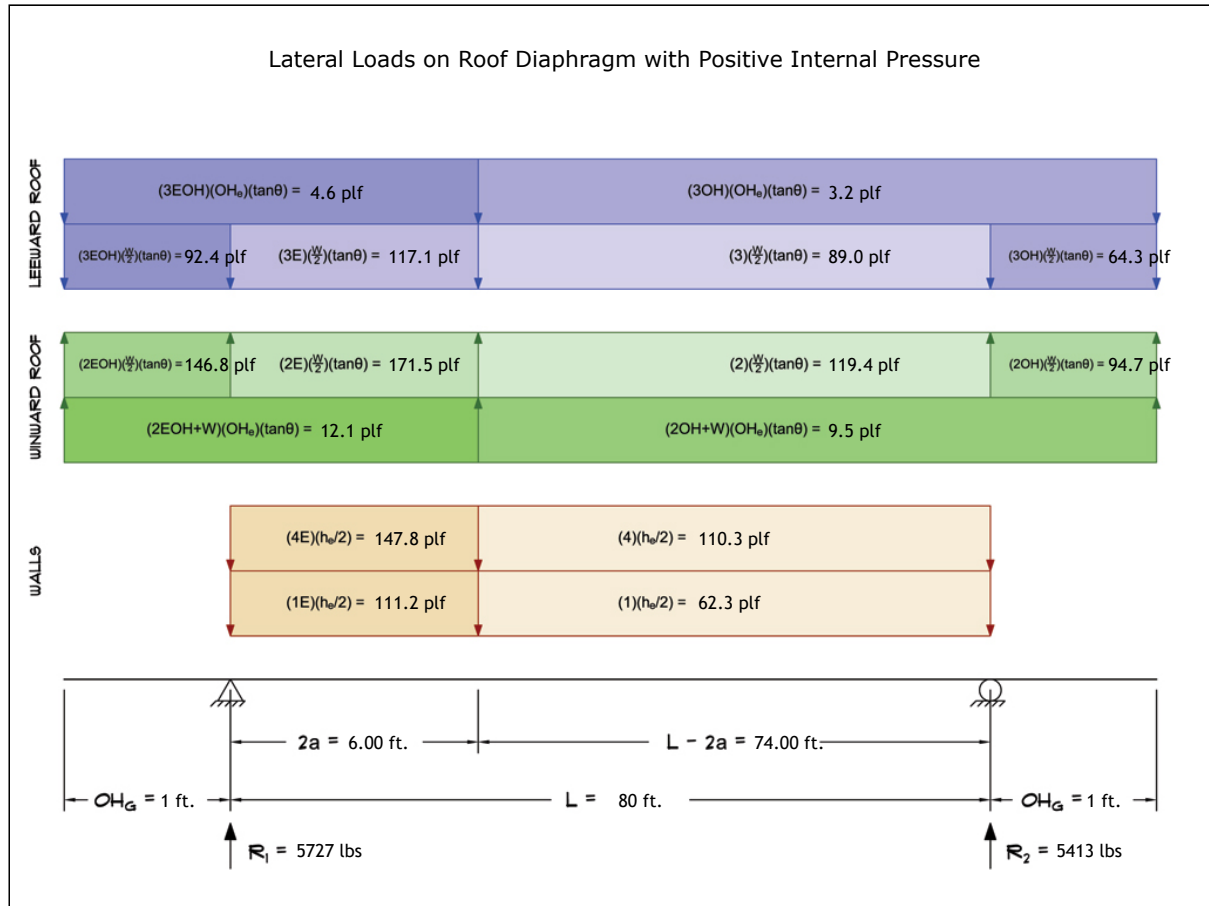 Lateral Loads on Roof Diaphragm with Positive Internal Pressure
LEEWARD ROOF
(3EOH)(OHₑ)(tanθ) = 4.6 plf
(3OH)(OHₑ)(tanθ) = 3.2 plf
(3EOH)(W/2)(tanθ) = 92.4 plf
(3E)(W/2)(tanθ) = 117.1 plf
(3)(W/2)(tanθ) = 89.0 plf
(3OH)(W/2)(tanθ) = 64.3 plf
WINWARD ROOF
(2EOH)(W/2)(tanθ) = 146.8 plf
(2E)(W/2)(tanθ) = 171.5 plf
(2)(W/2)(tanθ) = 119.4 plf
(2OH)(W/2)(tanθ) = 94.7 plf
(2EOH+W)(OHₑ)(tanθ) = 12.1 plf
(2OH+W)(OHₑ)(tanθ) = 9.5 plf
WALLS
(4E)(hₑ/2) = 147.8 plf
(4)(hₑ/2) = 110.3 plf
(1E)(hₑ/2) = 111.2 plf
(1)(hₑ/2) = 62.3 plf
2a = 6.00 ft.
L - 2a = 74.00 ft.
OH_G = 1 ft.
L = 80 ft.
OH_G = 1 ft.
R₁ = 5727 lbs
R₂ = 5413 lbs